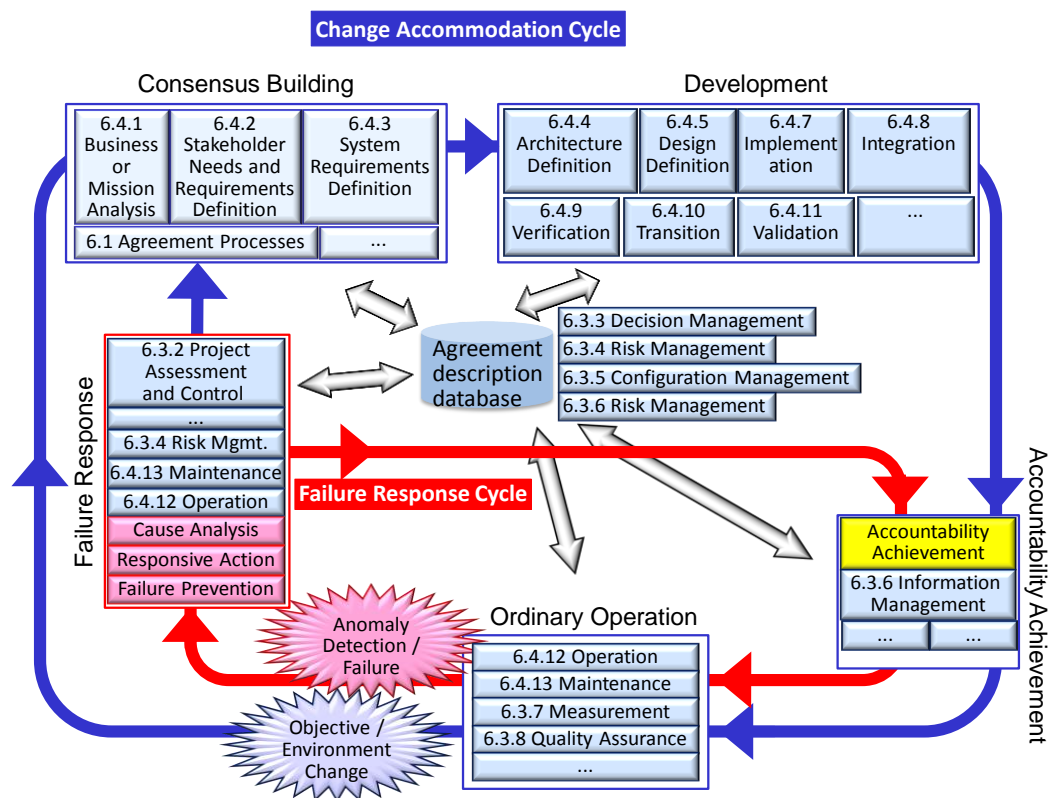 Change Accommodation Cycle
Consensus Building
6.4.1
Business
or
Mission
Analysis
6.4.2
Stakeholder
Needs and
Requirements
Definition
6.4.3
System
Requirements
Definition
6.1 Agreement Processes
...
Development
6.4.4
Architecture
Definition
6.4.5
Design
Definition
6.4.7
Implement
ation
6.4.8
Integration
6.4.9
Verification
6.4.10
Transition
6.4.11
Validation
...
Agreement
description
database
6.3.3 Decision Management
6.3.4 Risk Management
6.3.5 Configuration Management
6.3.6 Risk Management
Failure Response
6.3.2 Project
Assessment
and Control
...
6.3.4 Risk Mgmt.
6.4.13 Maintenance
6.4.12 Operation
Cause Analysis
Responsive Action
Failure Prevention
Failure Response Cycle
Accountability Achievement
Accountability
Achievement
6.3.6 Information
Management
...
...
Anomaly
Detection /
Failure
Objective /
Environment
Change
Ordinary Operation
6.4.12 Operation
6.4.13 Maintenance
6.3.7 Measurement
6.3.8 Quality Assurance
...